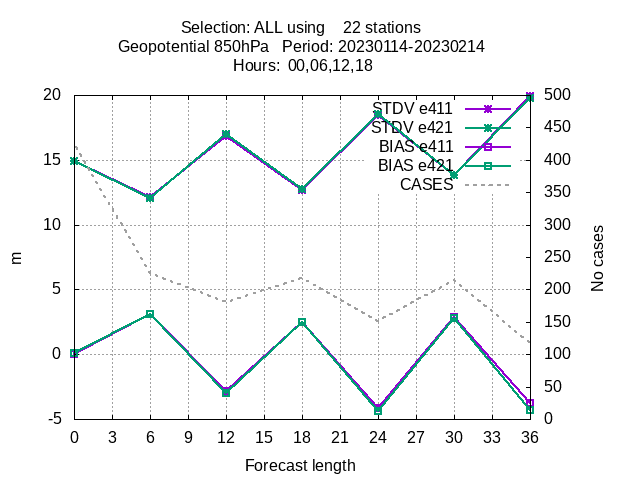 Selection: ALL using 22 stations
Geopotential 850hPa Period: 20230114-20230214
Hours: 00,06,12,18
STDV e411
STDV e421
BIAS e411
BIAS e421
CASES
20
15
10
5
0
-5
m
500
450
400
350
300
250
200
150
100
50
0
No cases
0 3 6 9 12 15 18 21 24 27 30 33 36
Forecast length